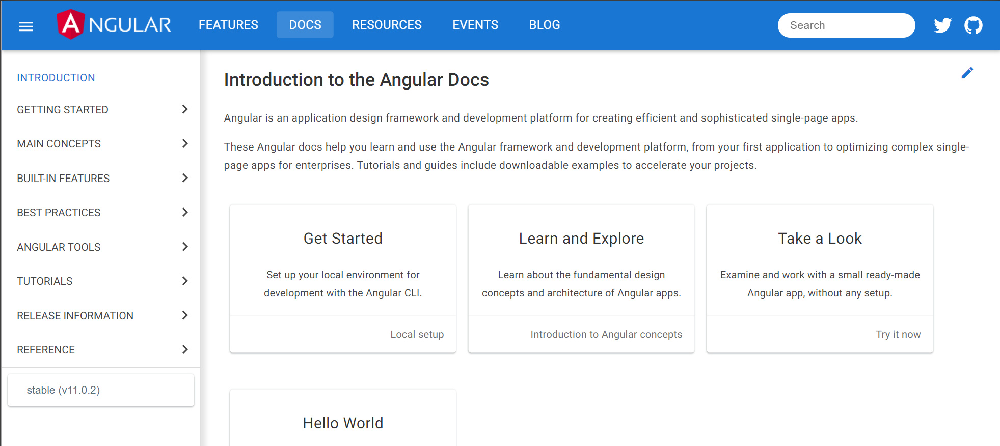 ANGULAR FEATURES DOCS RESOURCES EVENTS BLOG Search
INTRODUCTION
GETTING STARTED
MAIN CONCEPTS
BUILT-IN FEATURES
BEST PRACTICES
ANGULAR TOOLS
TUTORIALS
RELEASE INFORMATION
REFERENCE
stable (v11.0.2)
Introduction to the Angular Docs
Angular is an application design framework and development platform for creating efficient and sophisticated single-page apps.
These Angular docs help you learn and use the Angular framework and development platform, from your first application to optimizing complex single-
page apps for enterprises. Tutorials and guides include downloadable examples to accelerate your projects.
Get Started
Set up your local environment for
development with the Angular CLI.
Local setup
Learn and Explore
Learn about the fundamental design
concepts and architecture of Angular apps.
Introduction to Angular concepts
Take a Look
Examine and work with a small ready-made
Angular app, without any setup.
Try it now
Hello World